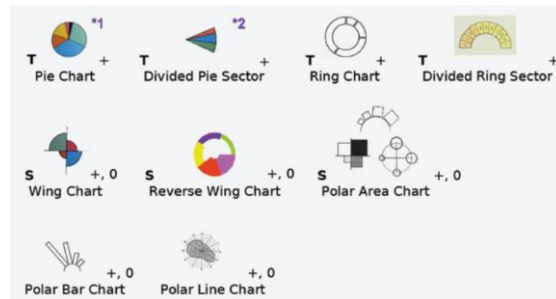 *1
*2
T + T + T + T +
Pie Chart Divided Pie Sector Ring Chart Divided Ring Sector
S +, 0 S +, 0 S +, 0
Wing Chart Reverse Wing Chart Polar Area Chart
+, 0 +, 0
Polar Bar Chart Polar Line Chart